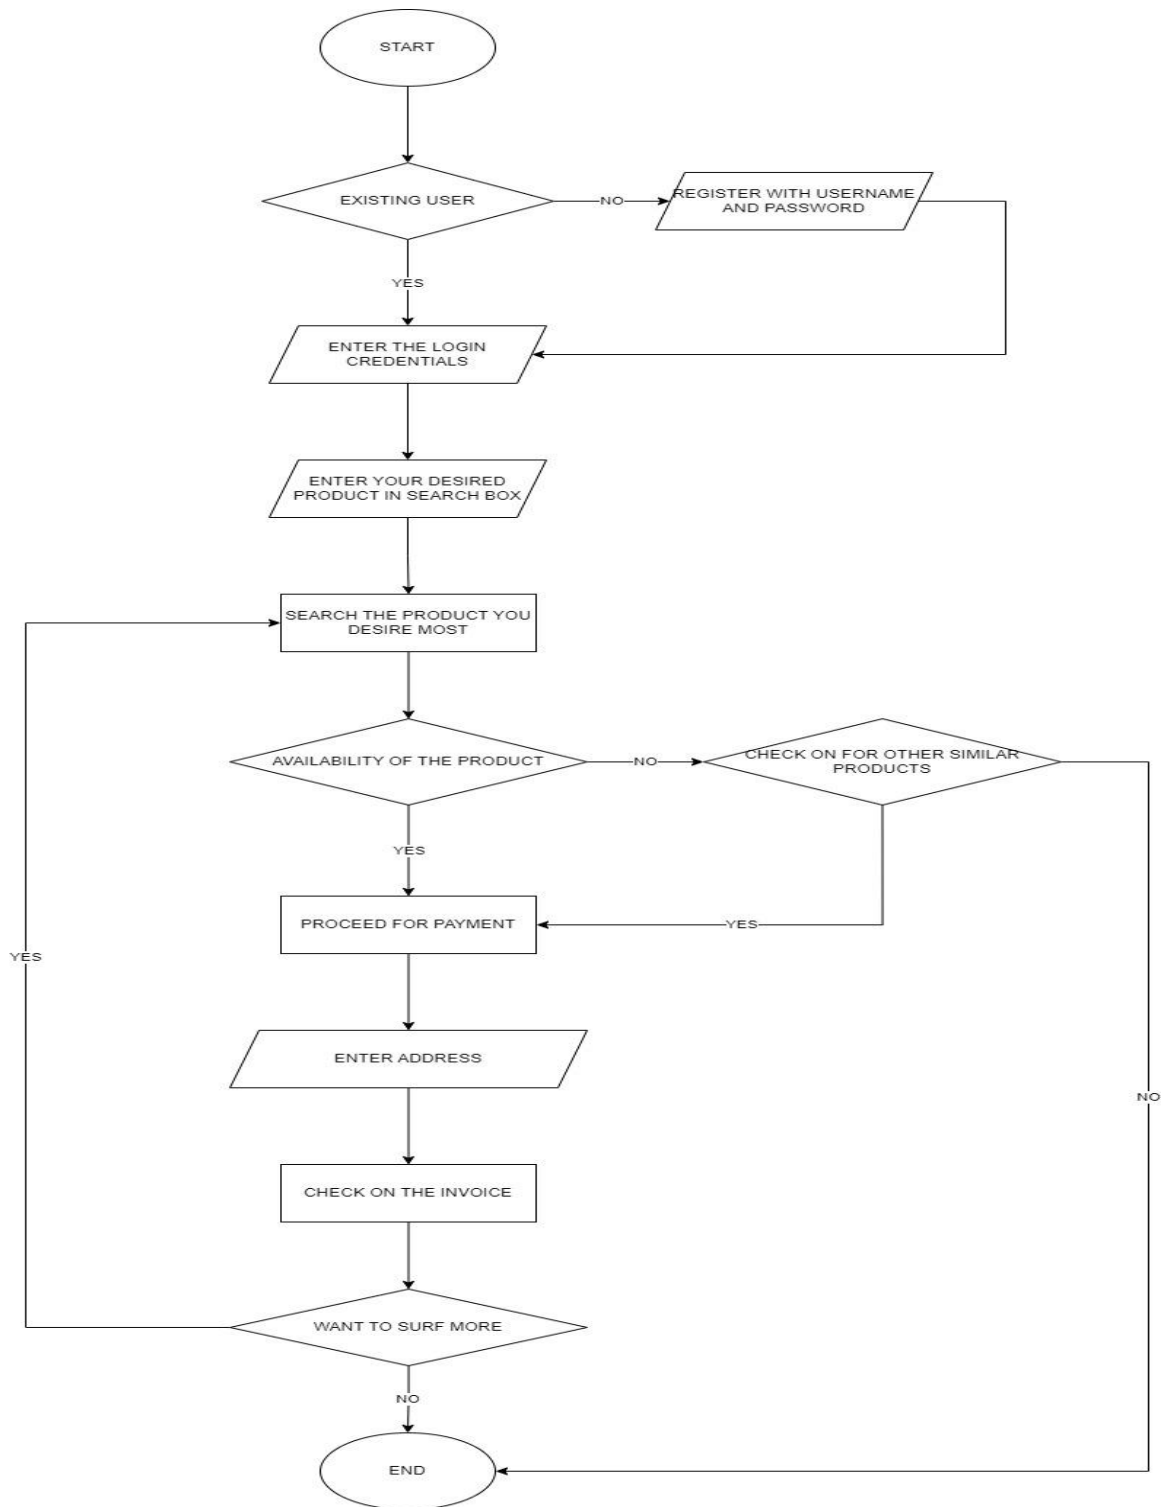 START
EXISTING USER
NO
REGISTER WITH USERNAME
AND PASSWORD
YES
ENTER THE LOGIN
CREDENTIALS
ENTER YOUR DESIRED
PRODUCT IN SEARCH BOX
SEARCH THE PRODUCT YOU
DESIRE MOST
AVAILABILITY OF THE PRODUCT
NO
CHECK ON FOR OTHER SIMILAR
PRODUCTS
YES
PROCEED FOR PAYMENT
YES
YES
ENTER ADDRESS
NO
CHECK ON THE INVOICE
WANT TO SURF MORE
NO
END